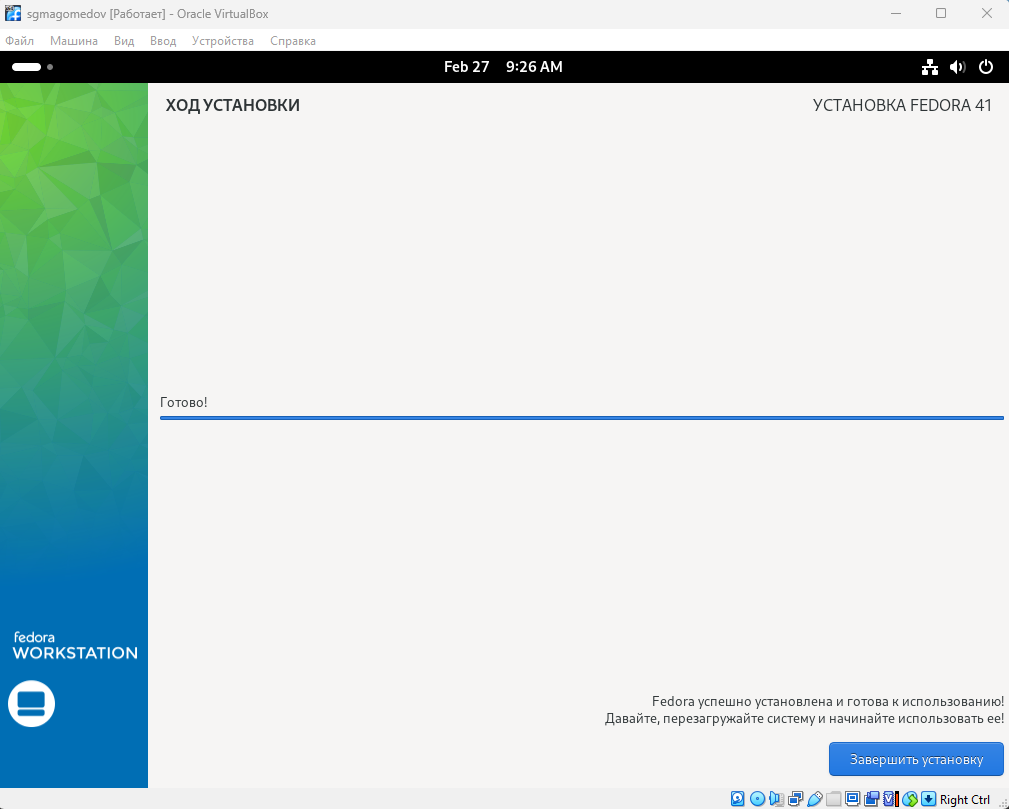 sgmagomedov [Работает] - Oracle VirtualBox
Файл Машина Вид Ввод Устройства Справка
Feb 27 9:26 AM
ХОД УСТАНОВКИ
УСТАНОВКА FEDORA 41
Готово!
fedora
WORKSTATION
Fedora успешно установлена и готова к использованию!
Давайте, перезагружайте систему и начинайте использовать ее!
Завершить установку
Right Ctrl